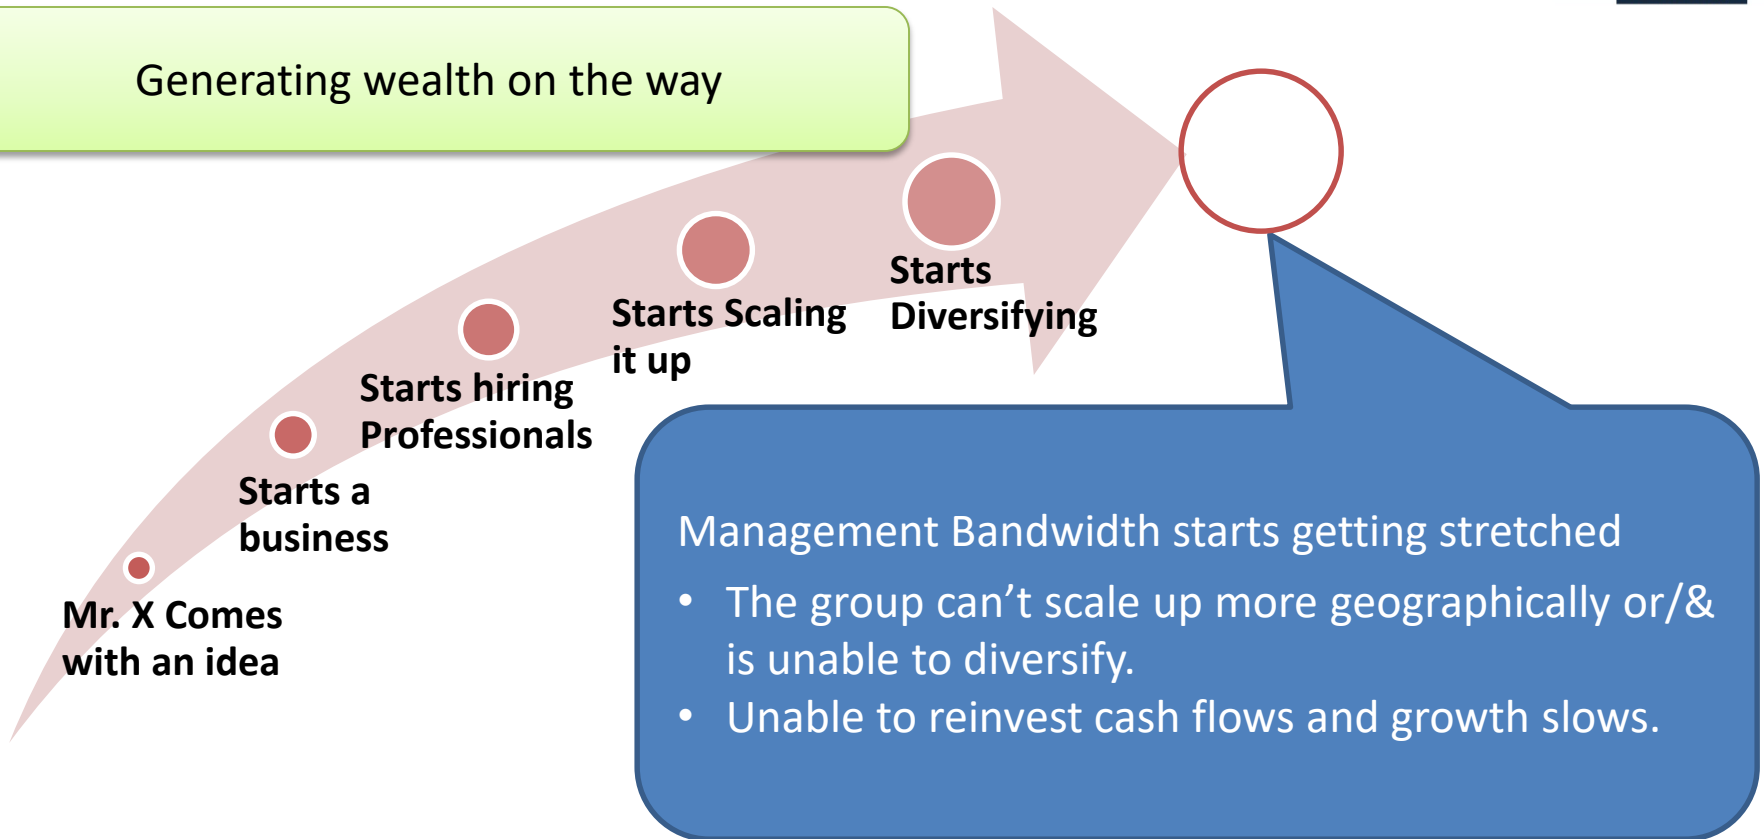 Generating wealth on the way
Mr. X Comes
with an idea
Starts a
business
Starts hiring
Professionals
Starts Scaling
it up
Starts
Diversifying
Management Bandwidth starts getting stretched
• The group can’t scale up more geographically or/&
is unable to diversify.
• Unable to reinvest cash flows and growth slows.